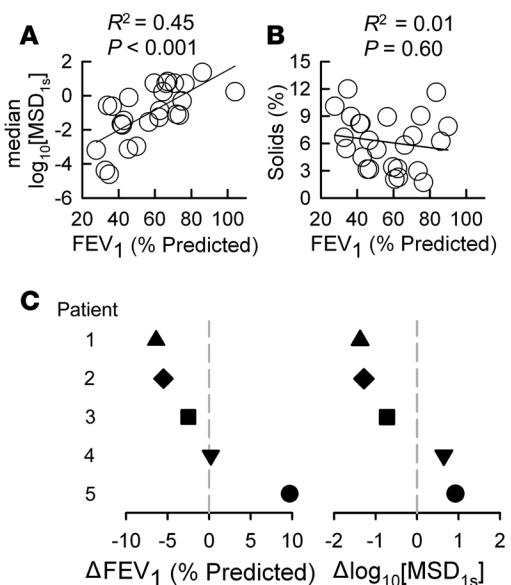 A
R² = 0.45
P < 0.001
median
log₁₀[MSD₁ₛ]
2
0
-2
-4
-6
20 40 60 80 100
FEV₁ (% Predicted)
B
R² = 0.01
P = 0.60
Solids (%)
15
12
9
6
3
0
20 40 60 80 100
FEV₁ (% Predicted)
C
Patient
1
2
3
4
5
-10 -5 0 5 10
ΔFEV₁ (% Predicted)
-2 -1 0 1 2
Δlog₁₀[MSD₁ₛ]